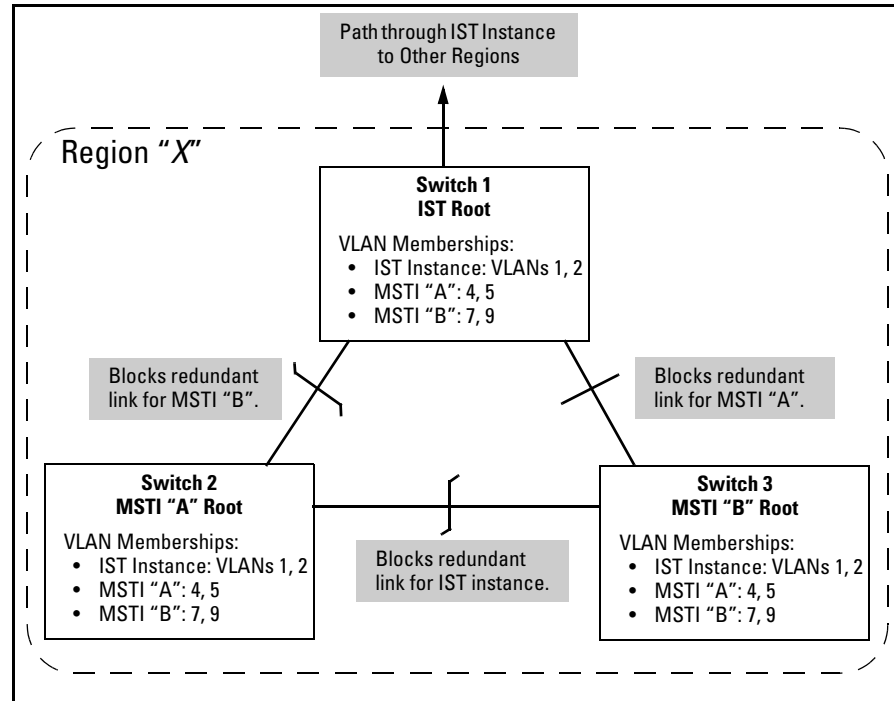 Path through IST Instance
to Other Regions
Region “X”
Switch 1
IST Root
VLAN Memberships:
• IST Instance: VLANs 1, 2
• MSTI “A”: 4, 5
• MSTI “B”: 7, 9
Blocks redundant
link for MSTI “B”.
Blocks redundant
link for MSTI “A”.
Switch 2
MSTI “A” Root
VLAN Memberships:
• IST Instance: VLANs 1, 2
• MSTI “A”: 4, 5
• MSTI “B”: 7, 9
Blocks redundant
link for IST instance.
Switch 3
MSTI “B” Root
VLAN Memberships:
• IST Instance: VLANs 1, 2
• MSTI “A”: 4, 5
• MSTI “B”: 7, 9